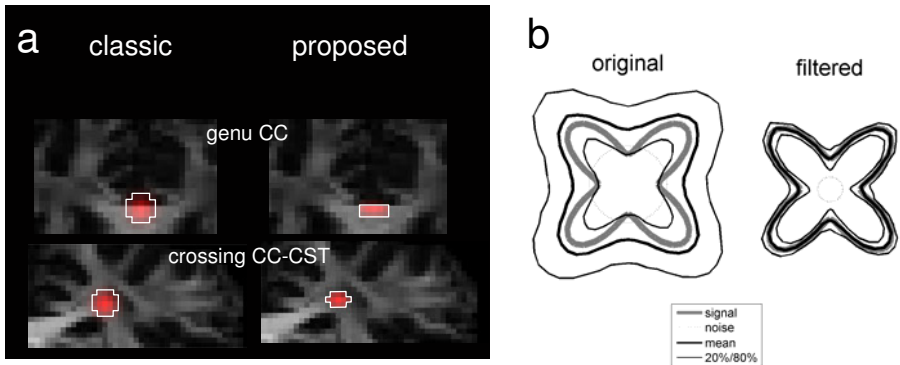 a
classic
proposed
genu CC
crossing CC-CST
b
original
filtered
signal
noise
mean
20%/80%